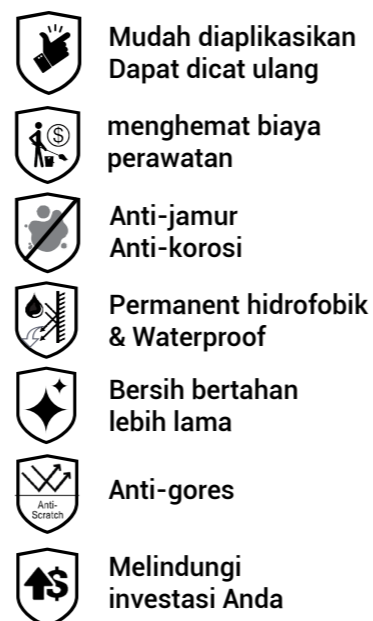 Mudah diaplikasikan
Dapat dicat ulang
$
menghemat biaya
perawatan
Anti-jamur
Anti-korosi
Permanent hidrofobik
& Waterproof
Bersih bertahan
lebih lama
Anti-
Scratch
Anti-gores
$
Melindungi
investasi Anda